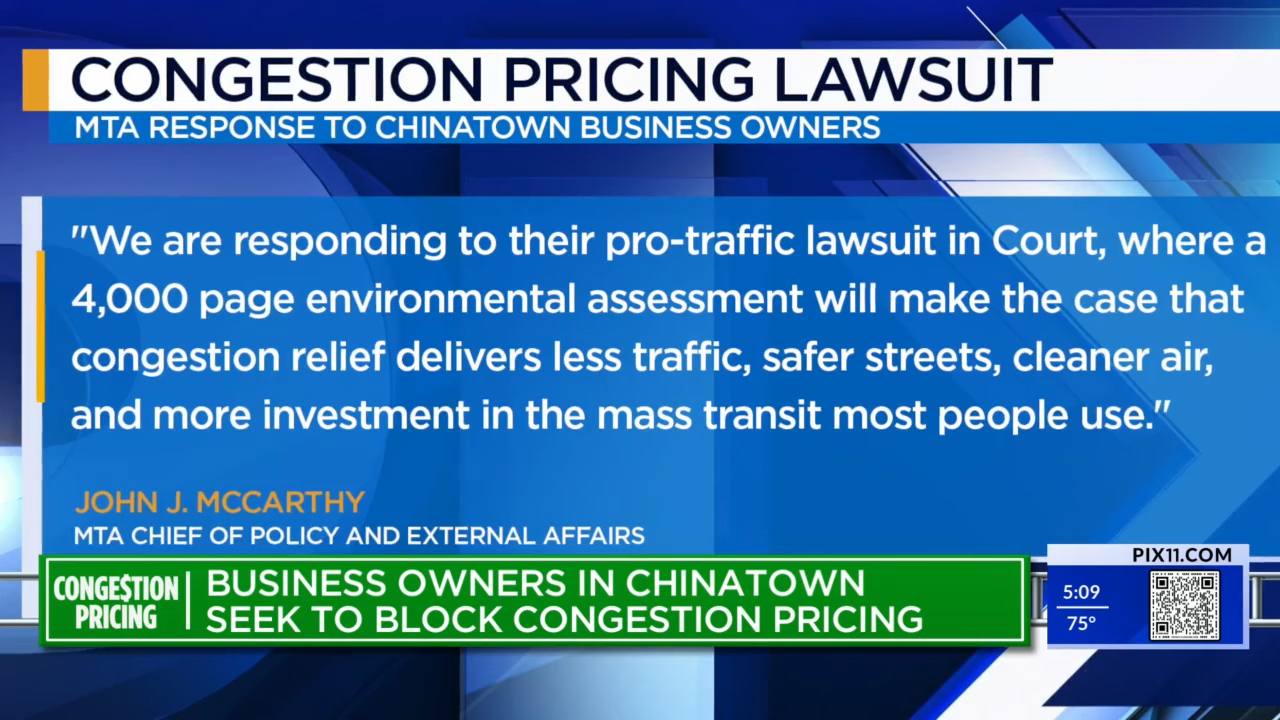 CONGESTION PRICING LAWSUIT
MTA RESPONSE TO CHINATOWN BUSINESS OWNERS
"We are responding to their pro-traffic lawsuit in Court, where a
4,000 page environmental assessment will make the case that
congestion relief delivers less traffic, safer streets, cleaner air,
and more investment in the mass transit most people use."
JOHN J. MCCARTHY
MTA CHIEF OF POLICY AND EXTERNAL AFFAIRS
CONGE$TION
PRICING
BUSINESS OWNERS IN CHINATOWN
SEEK TO BLOCK CONGESTION PRICING
PIX11.COM
5:09
75°